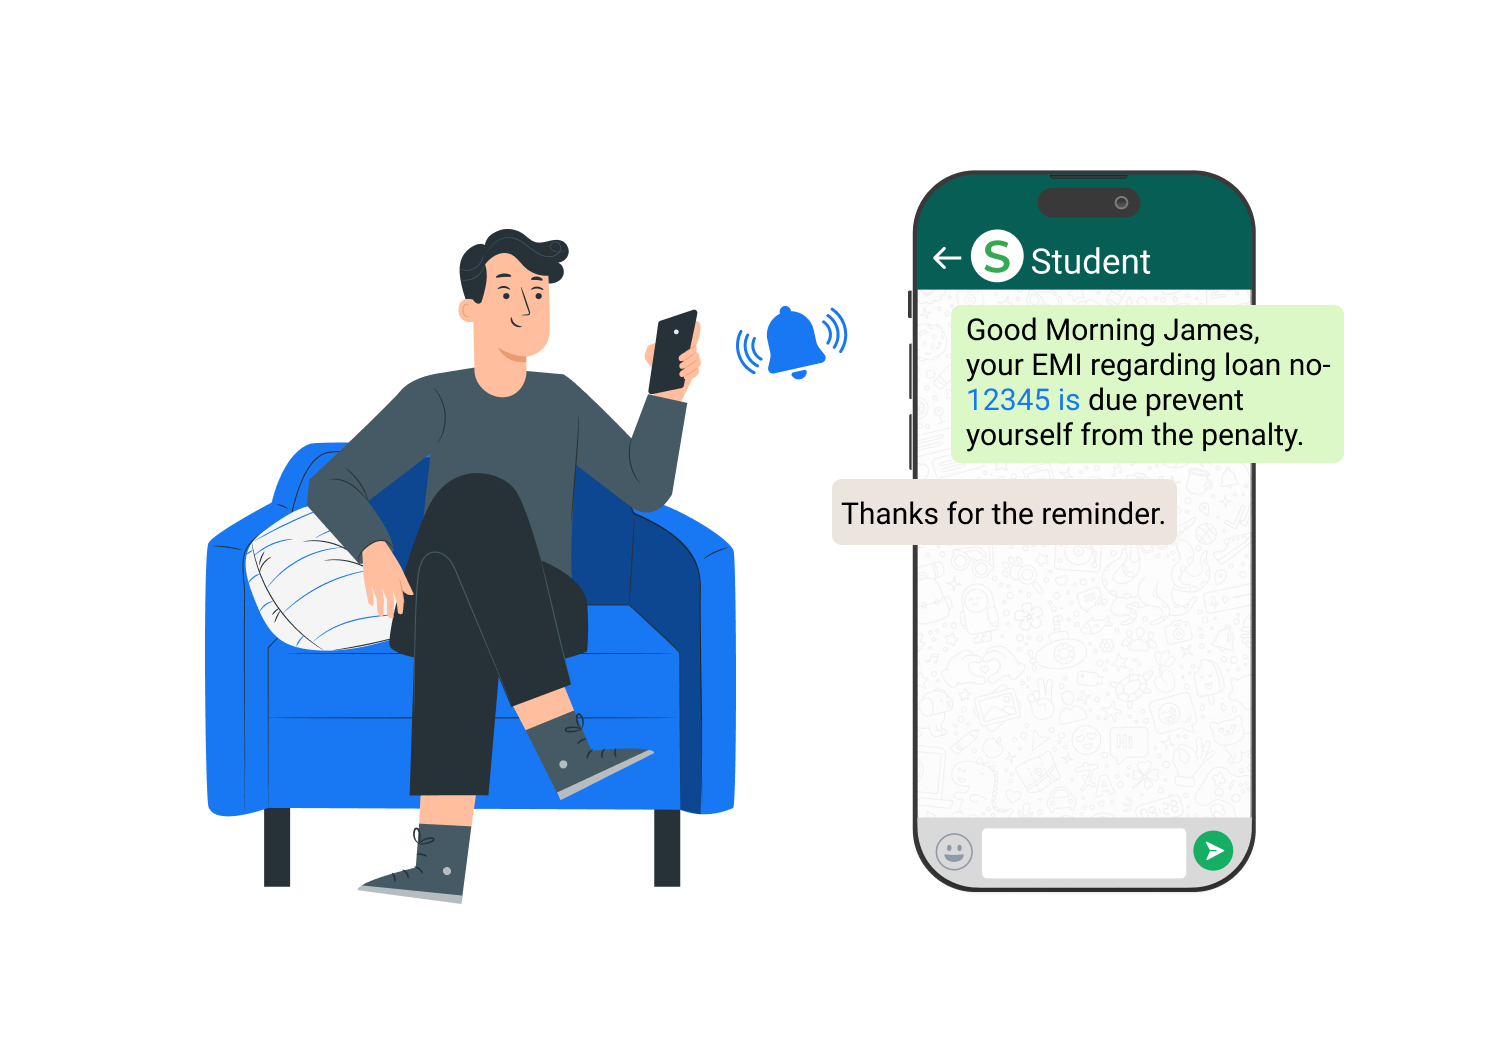 S Student
Good Morning James,
your EMI regarding loan no-
12345 is due prevent
yourself from the penalty.
Thanks for the reminder.
Hi